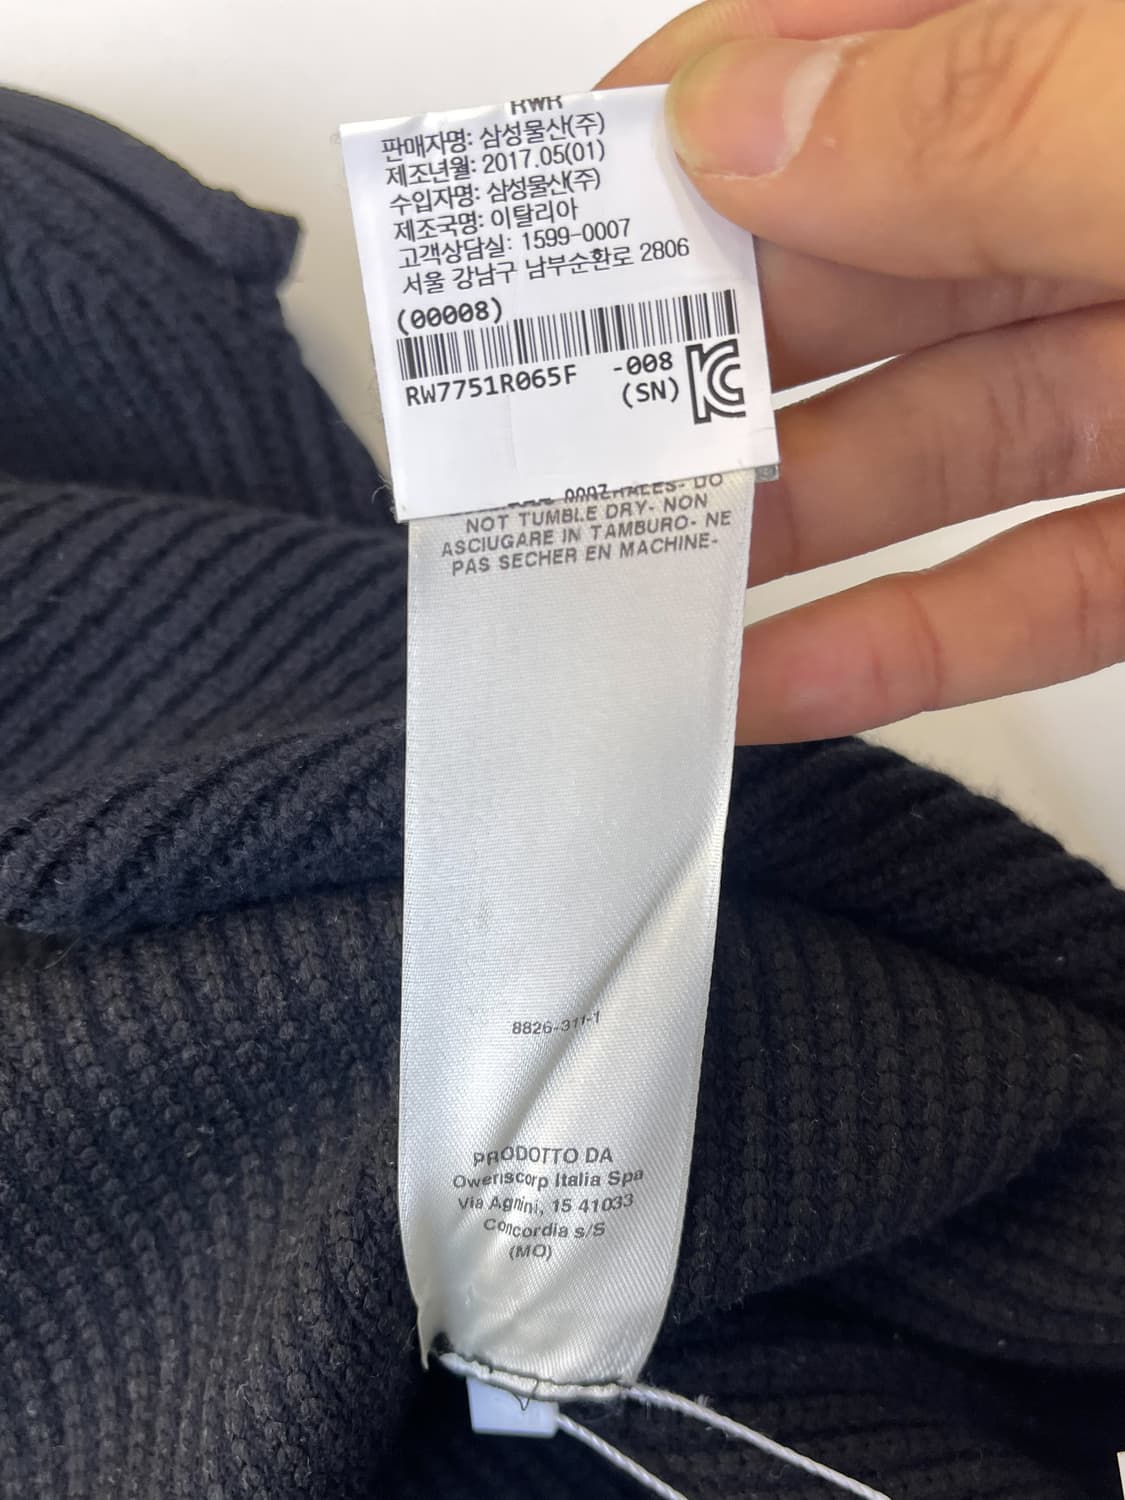 RWR
판매자명: 삼성물산(주)
제조년월: 2017.05(01)
수입자명: 삼성물산(주)
제조국명: 이탈리아
고객상담실: 1599-0007
서울 강남구 남부순환로 2806
(00008)
RW7751R065F -008
(SN)
DO
NOT TUMBLE DRY- NON
ASCIUGARE IN TAMBURO- NE
PAS SECHER EN MACHINE-
8826-311-1
PRODOTTO DA
Owenscorp Italia Spa
Via Agnini, 15 41033
Concordia s/S
(MO)